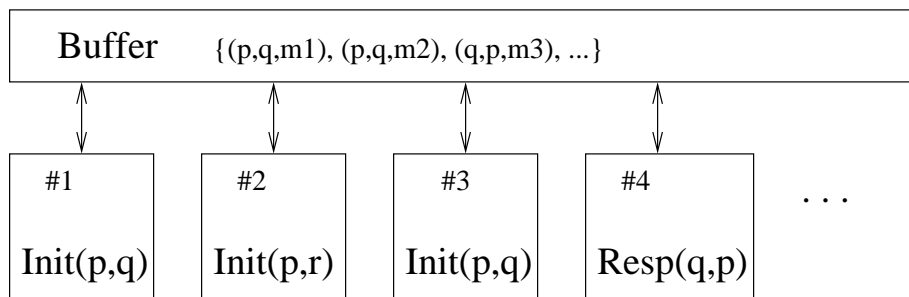 Buffer {(p,q,m1), (p,q,m2), (q,p,m3), ...}
#1 #2 #3 #4
. . .
Init(p,q) Init(p,r) Init(p,q) Resp(q,p)